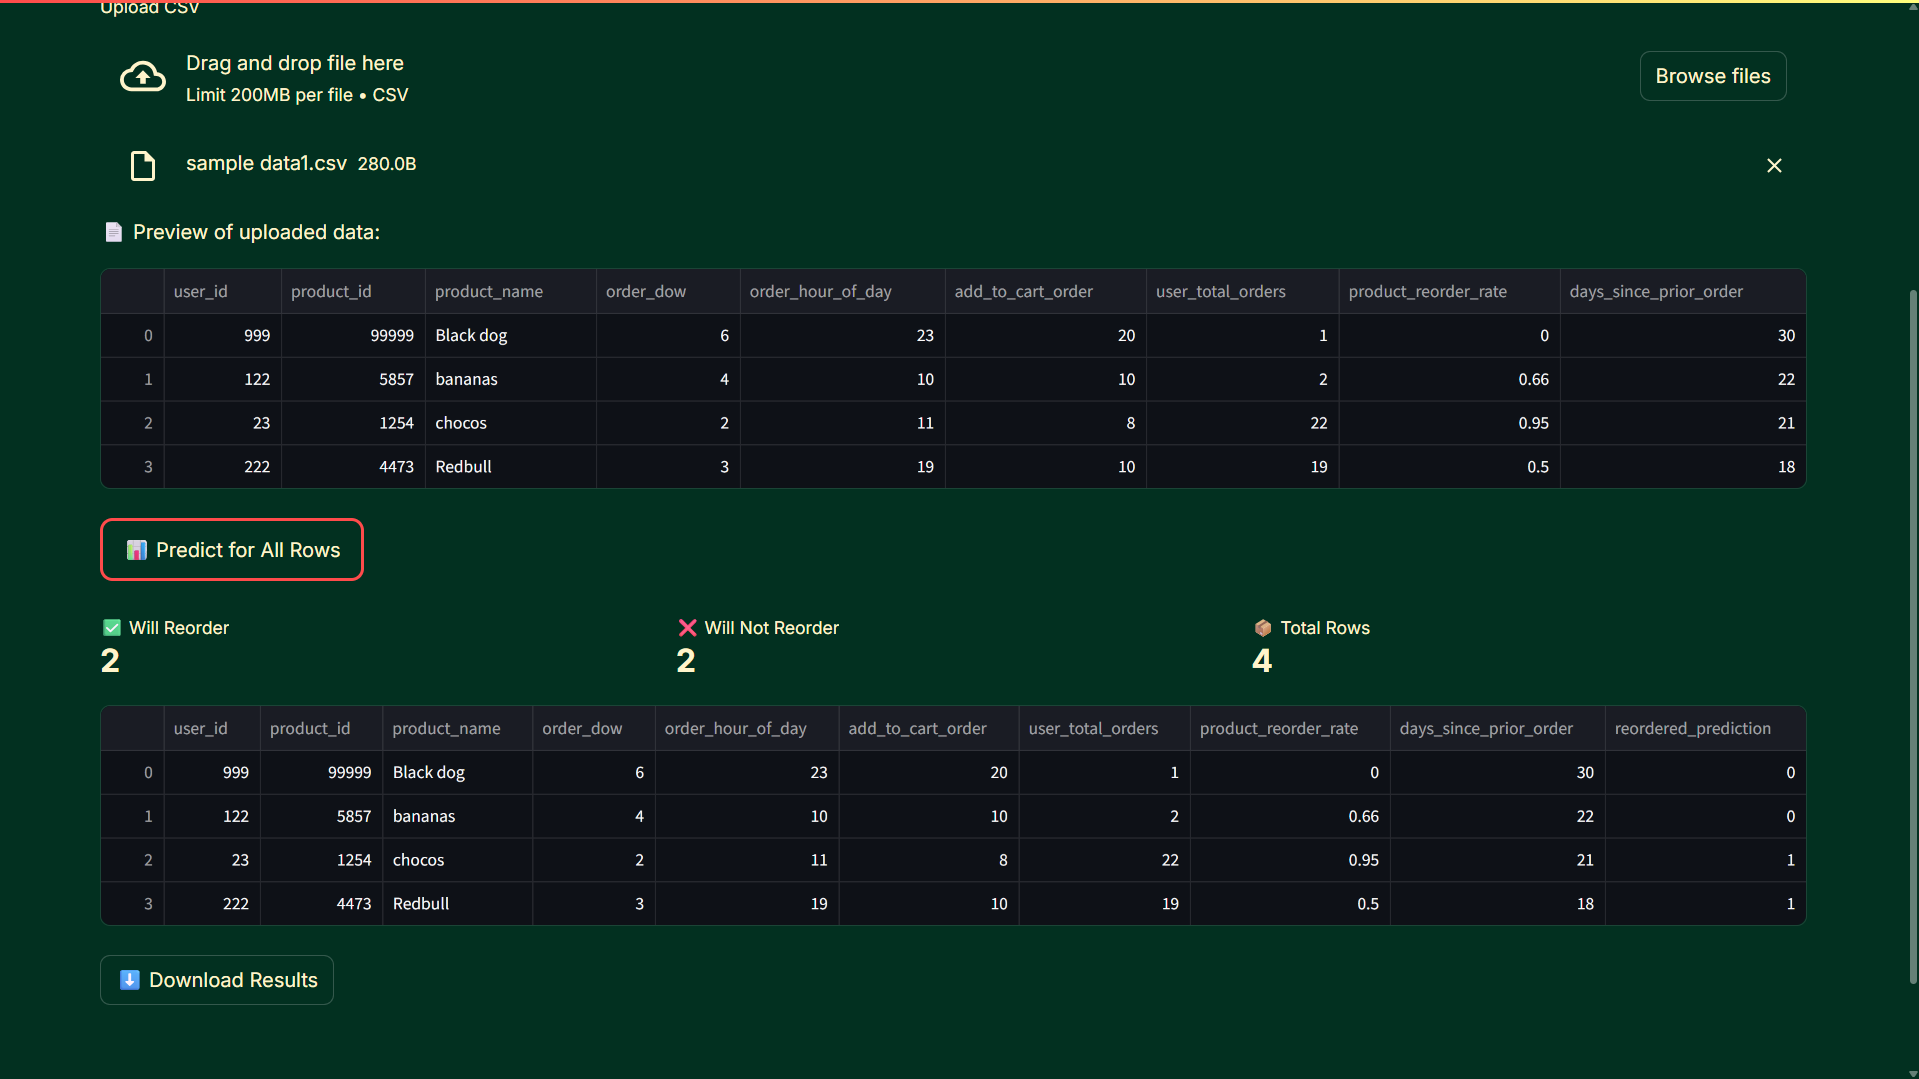 Upload CSV
Drag and drop file here
Limit 200MB per file • CSV
Browse files
sample data1.csv 280.0B
Preview of uploaded data:
user_id product_id product_name order_dow order_hour_of_day add_to_cart_order user_total_orders product_reorder_rate days_since_prior_order
0 999 99999 Black dog 6 23 20 1 0 30
1 122 5857 bananas 4 10 10 2 0.66 22
2 23 1254 chocos 2 11 8 22 0.95 21
3 222 4473 Redbull 3 19 10 19 0.5 18
Predict for All Rows
Will Reorder Will Not Reorder Total Rows
2 2 4
user_id product_id product_name order_dow order_hour_of_day add_to_cart_order user_total_orders product_reorder_rate days_since_prior_order reordered_prediction
0 999 99999 Black dog 6 23 20 1 0 30 0
1 122 5857 bananas 4 10 10 2 0.66 22 0
2 23 1254 chocos 2 11 8 22 0.95 21 1
3 222 4473 Redbull 3 19 10 19 0.5 18 1
Download Results